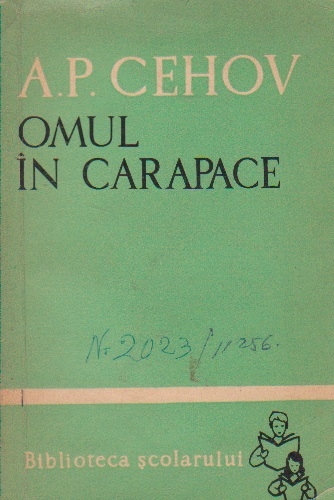 A.P. CEHOV
OMUL
ÎN CARAPACE
Nr 2023/11256.
Biblioteca școlarului